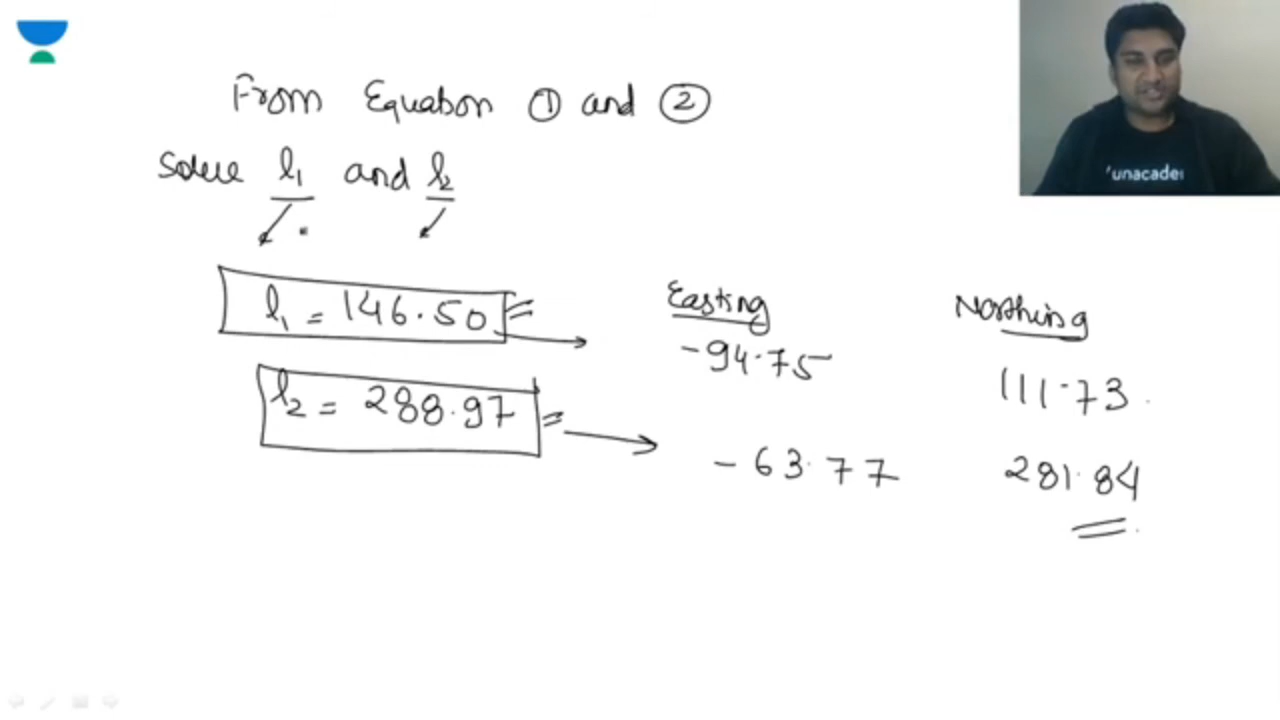 From Equation ① and ②
Solve l₁ and l₂
l₁ = 146.50
Easting Northing
-94.75 111.73
l₂ = 288.97
-63.77 281.84
'unacade